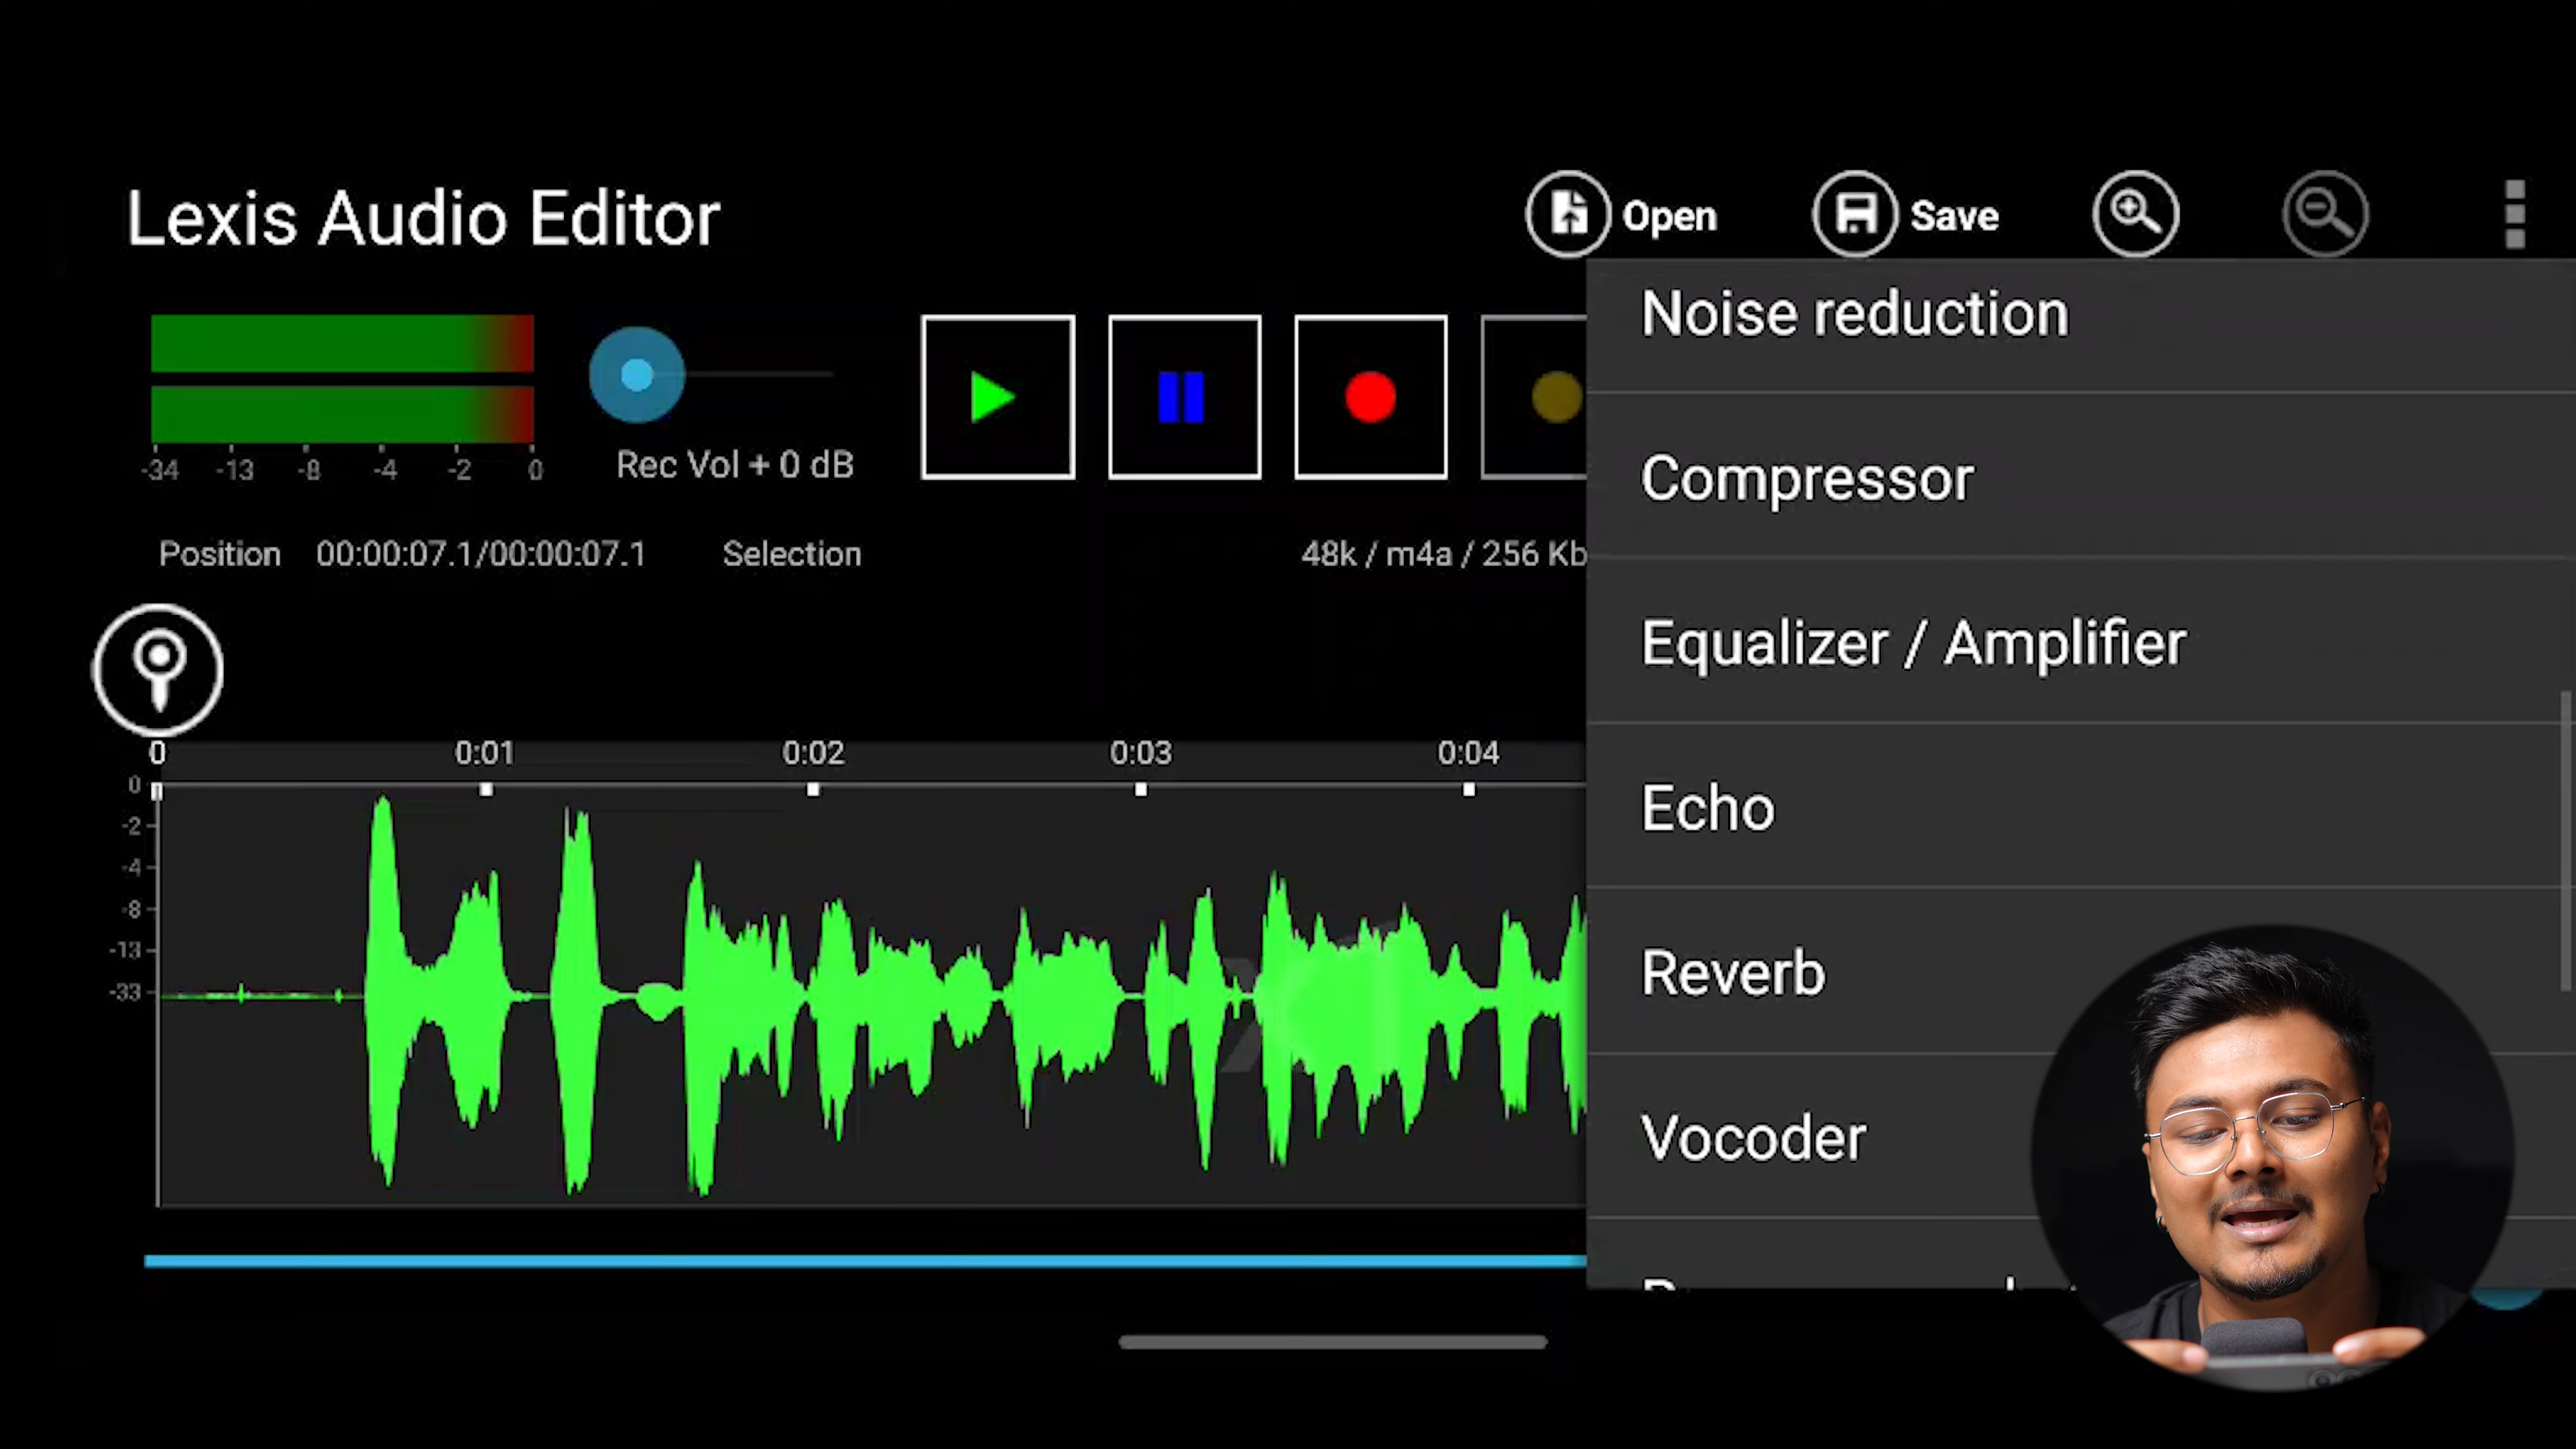 Lexis Audio Editor
Open
Save
-34 -13 -8 -4 -2 0
Rec Vol + 0 dB
Position 00:00:07.1/00:00:07.1 Selection 48k / m4a / 256 Kb
0 0:01 0:02 0:03 0:04
0
-2
-4
-8
-13
-33
Noise reduction
Compressor
Equalizer / Amplifier
Echo
Reverb
Vocoder